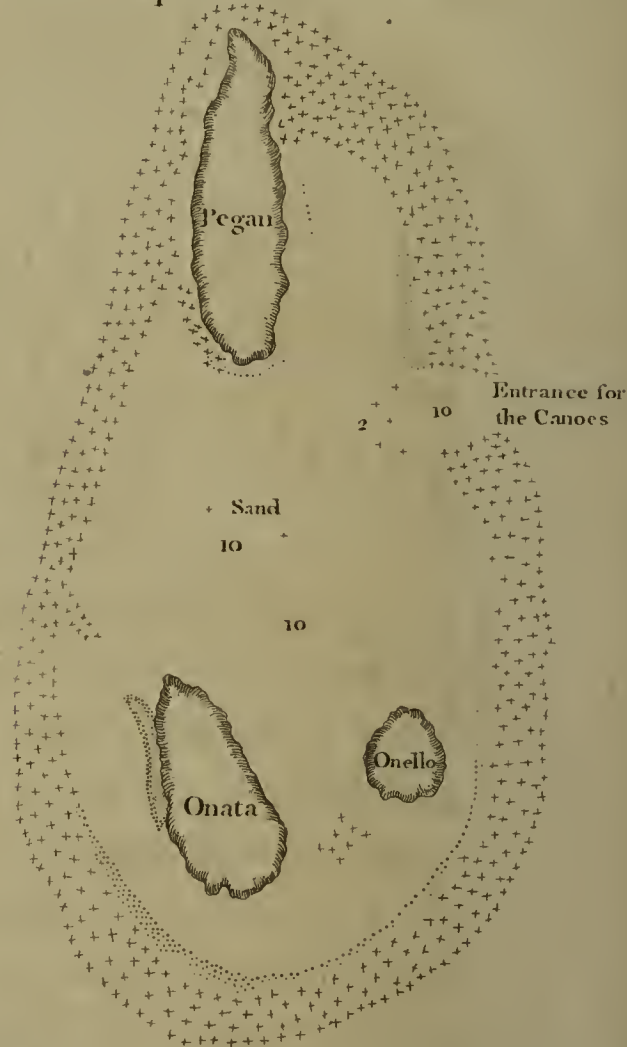 Pegan
Entrance for
the Canoes
10
2
Sand
10
10
Onello
Onata